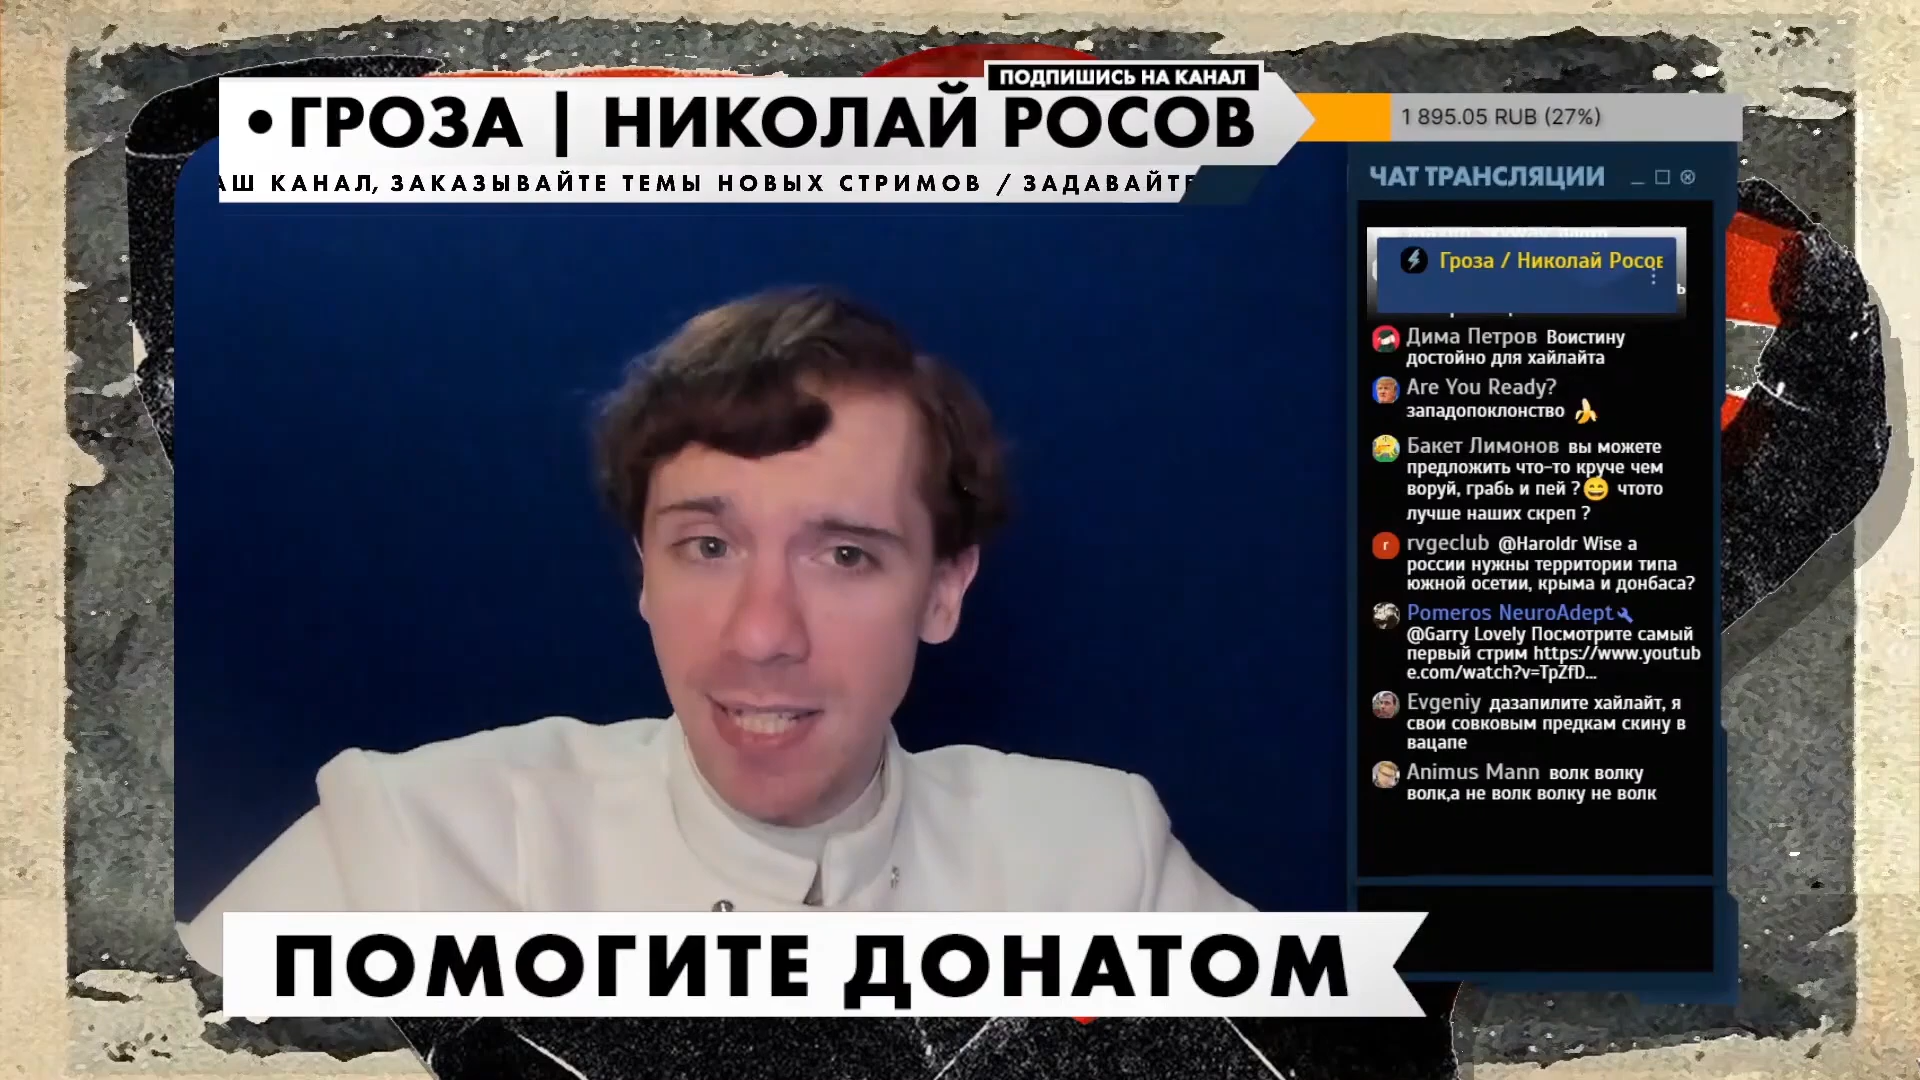 ПОДПИШИСЬ НА КАНАЛ
• ГРОЗА | НИКОЛАЙ РОСОВ
АШ КАНАЛ, ЗАКАЗЫВАЙТЕ ТЕМЫ НОВЫХ СТРИМОВ / ЗАДАВАЙТЕ
1 895.05 RUB (27%)
ЧАТ ТРАНСЛЯЦИИ
Гроза / Николай Росов
Дима Петров Воистину
достойно для хайлайта
Are You Ready?
западопоклонство 🍌
Бакет Лимонов вы можете
предложить что-то круче чем
воруй, грабь и пей ?😄 чтото
лучше наших скреп ?
r rvgeclub @Haroldr Wise а
россии нужны территории типа
южной осетии, крыма и донбаса?
Pomeros NeuroAdept
@Garry Lovely Посмотрите самый
первый стрим https://www.youtub
e.com/watch?v=TpZfD...
Evgeniy дазапилите хайлайт, я
свои совковым предкам скину в
вацапе
Animus Mann волк волку
волк,а не волк волку не волк
ПОМОГИТЕ ДОНАТОМ